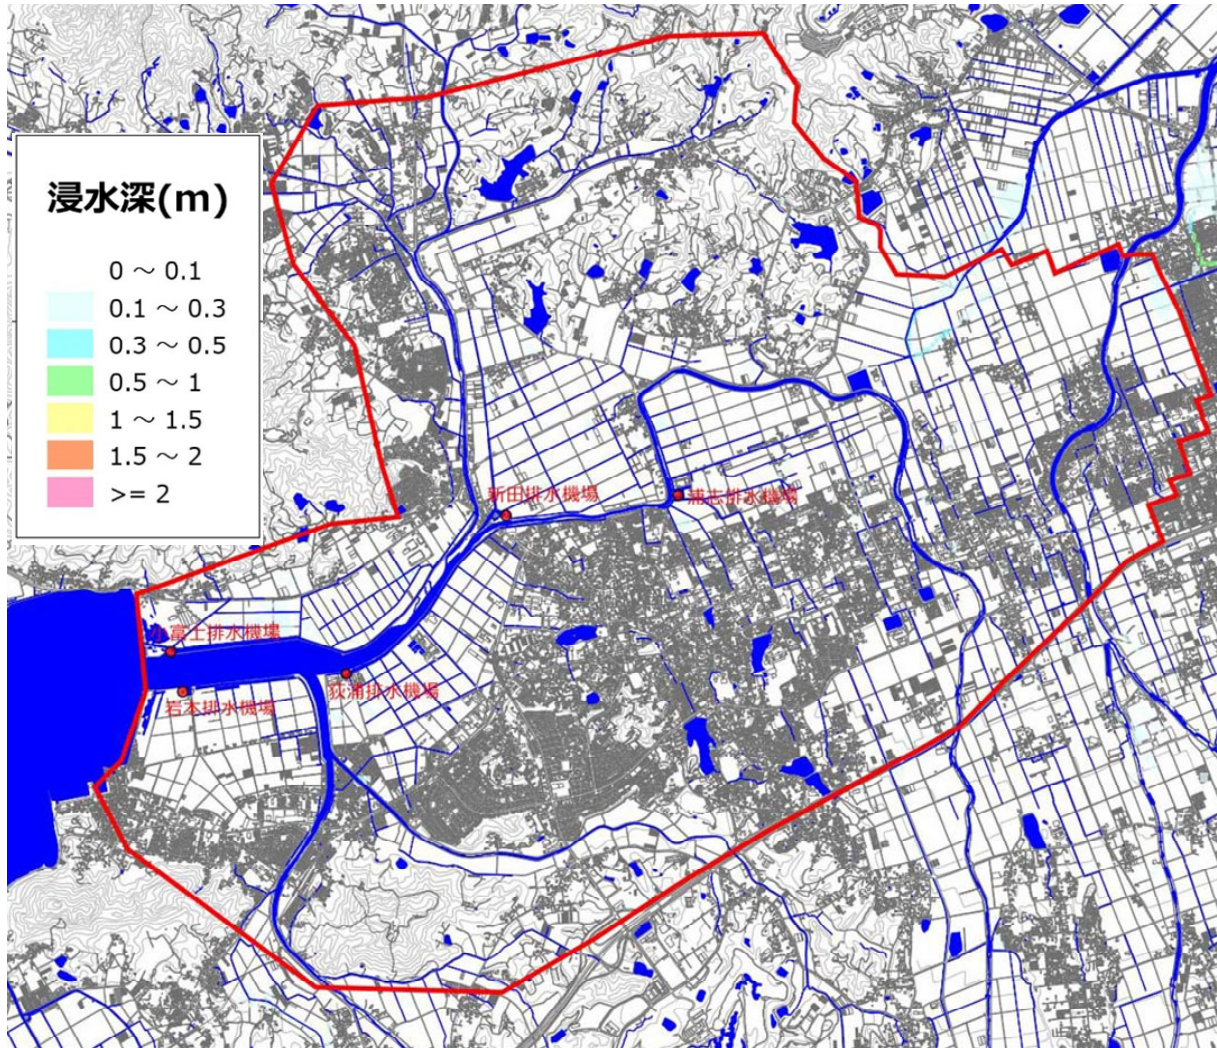 浸水深(m)
0 ～ 0.1
0.1 ～ 0.3
0.3 ～ 0.5
0.5 ～ 1
1 ～ 1.5
1.5 ～ 2
>= 2
新田排水機場
浦志排水機場
小富士排水機場
荻浦排水機場
岩本排水機場